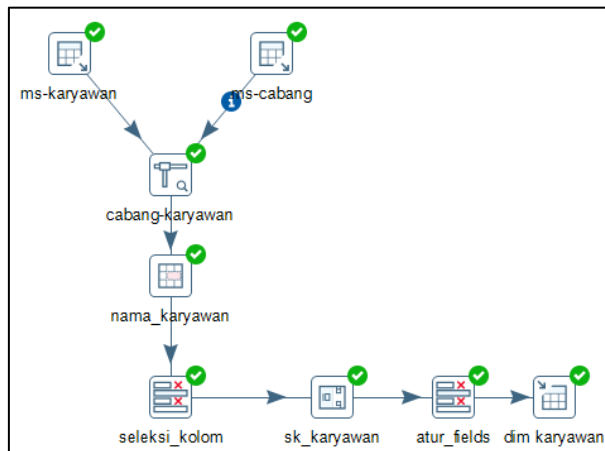 ms-karyawan
ms-cabang
cabang-karyawan
nama_karyawan
seleksi_kolom
sk_karyawan
atur_fields
dim karyawan